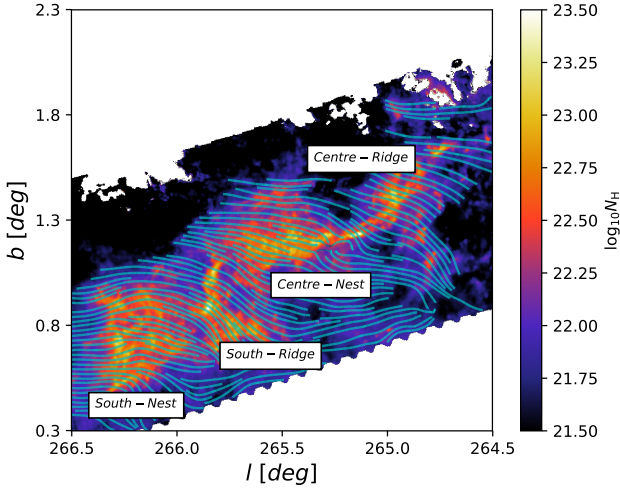 2.3
1.8
1.3
0.8
0.3
b [deg]
Centre − Ridge
Centre − Nest
South − Ridge
South − Nest
266.5 266.0 265.5 265.0 264.5
l [deg]
23.50
23.25
23.00
22.75
22.50
22.25
22.00
21.75
21.50
log₁₀N_H